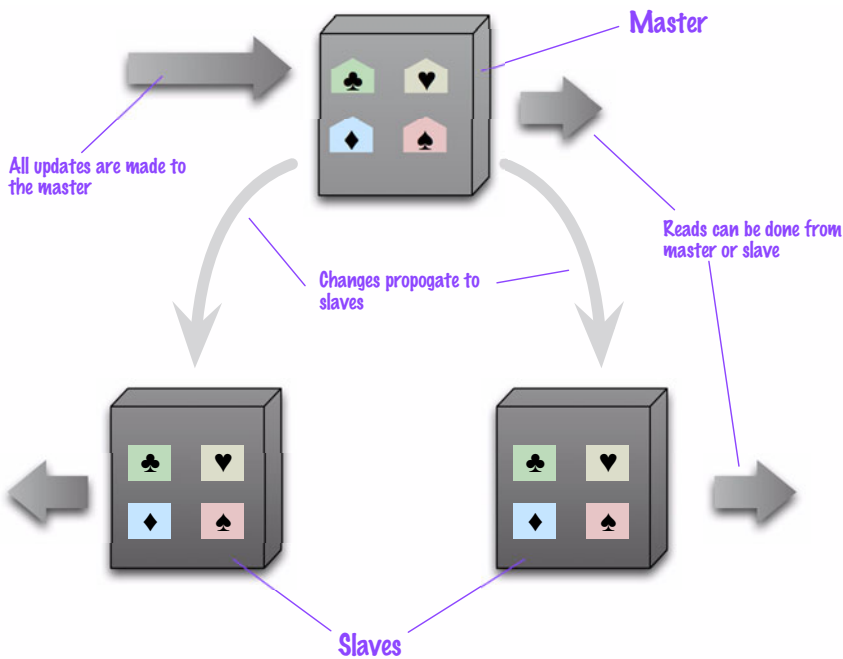 Master
All updates are made to
the master
Reads can be done from
master or slave
Changes propogate to
slaves
Slaves